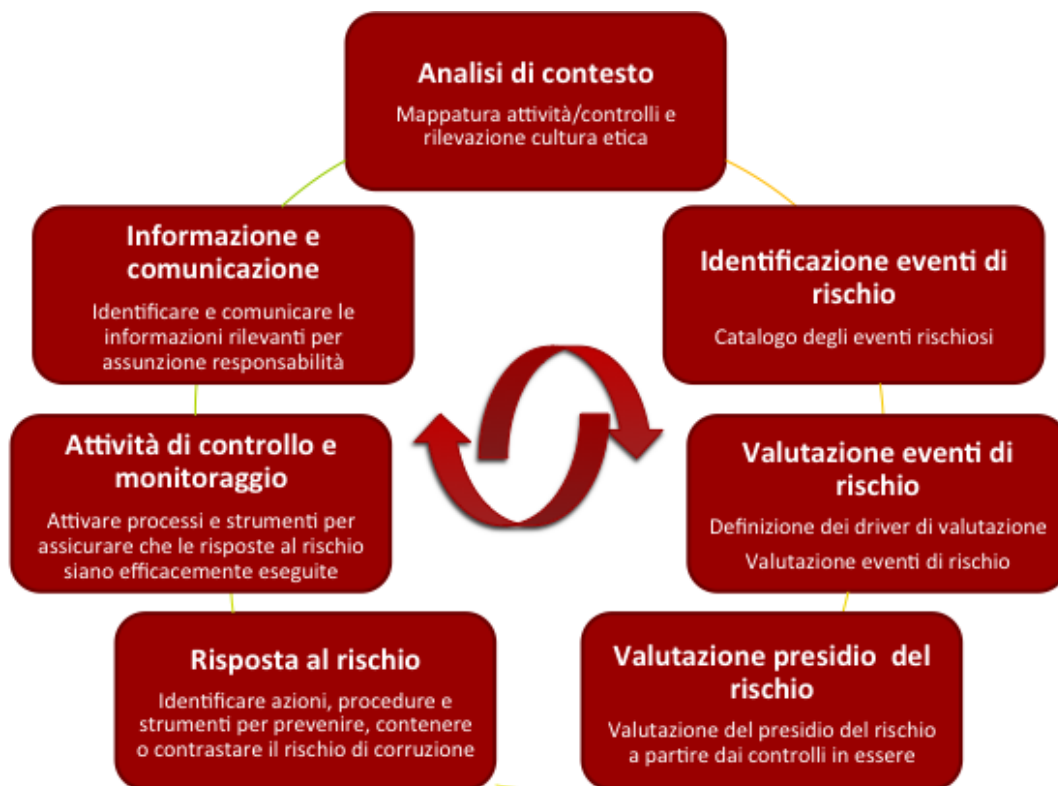 Analisi di contesto
Mappatura attività/controlli e
rilevazione cultura etica
Identificazione eventi di
rischio
Catalogo degli eventi rischiosi
Valutazione eventi di
rischio
Definizione dei driver di valutazione
Valutazione eventi di rischio
Valutazione presidio del
rischio
Valutazione del presidio del rischio
a partire dai controlli in essere
Risposta al rischio
Identificare azioni, procedure e
strumenti per prevenire, contenere
o contrastare il rischio di corruzione
Attività di controllo e
monitoraggio
Attivare processi e strumenti per
assicurare che le risposte al rischio
siano efficacemente eseguite
Informazione e
comunicazione
Identificare e comunicare le
informazioni rilevanti per
assunzione responsabilità